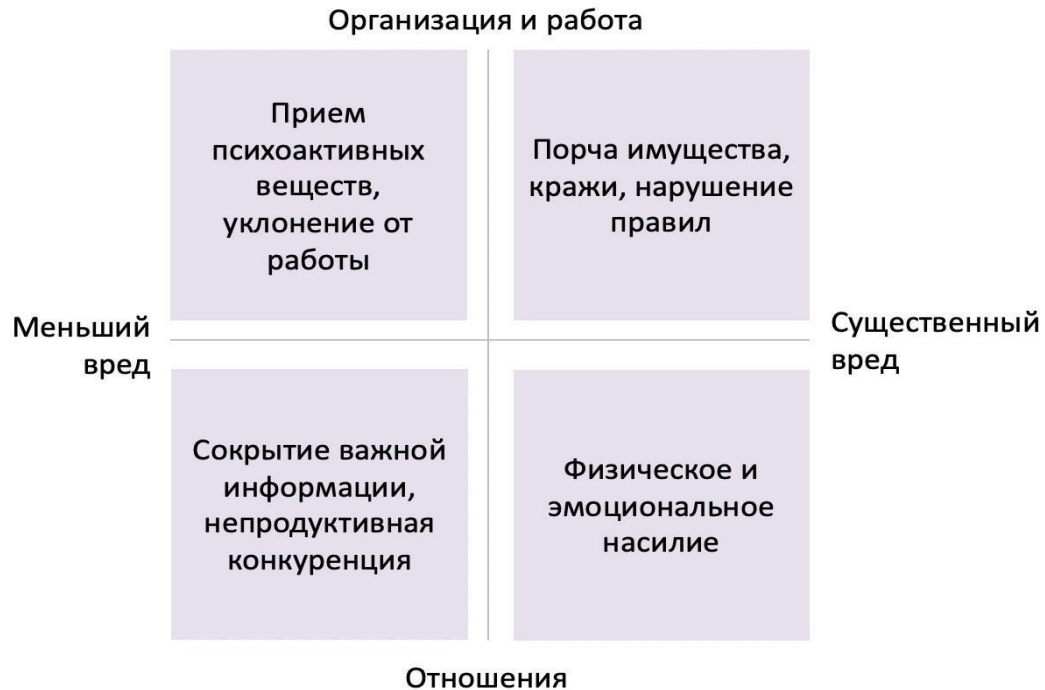 Организация и работа
Прием
психоактивных
веществ,
уклонение от
работы
Порча имущества,
кражи, нарушение
правил
Меньший
вред
Существенный
вред
Сокрытие важной
информации,
непродуктивная
конкуренция
Физическое и
эмоциональное
насилие
Отношения